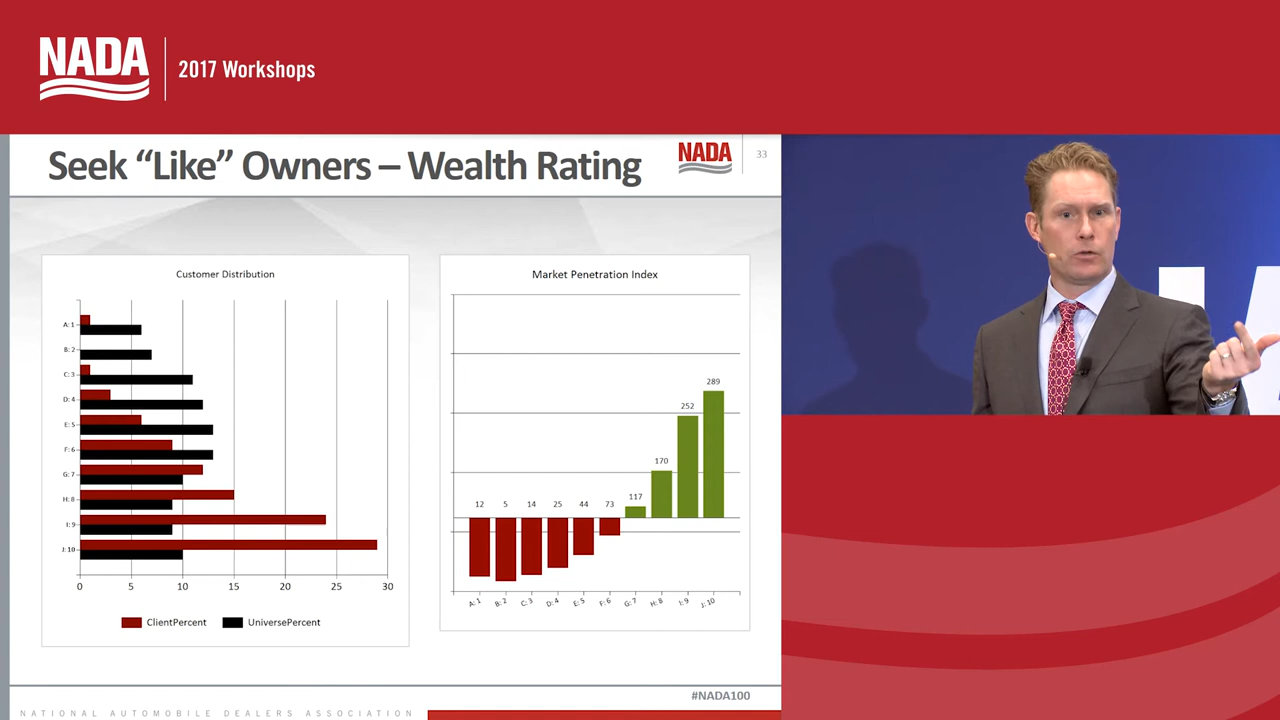 NADA
2017 Workshops
Seek “Like” Owners – Wealth Rating
NADA
33
Customer Distribution
A: 1
B: 2
C: 3
D: 4
E: 5
F: 6
G: 7
H: 8
I: 9
J: 10
0 5 10 15 20 25 30
ClientPercent UniversePercent
Market Penetration Index
12 5 14 25 44 73 117 170 252 289
A: 1 B: 2 C: 3 D: 4 E: 5 F: 6 G: 7 H: 8 I: 9 J: 10
#NADA100
NATIONAL AUTOMOBILE DEALERS ASSOCIATION